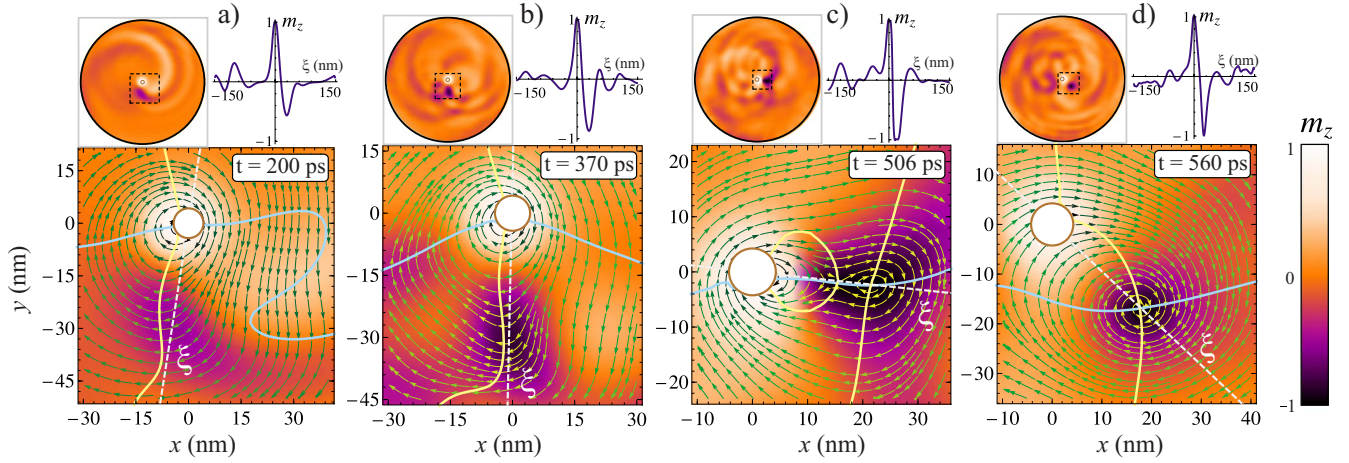 a) b) c) d)
1 m_z ξ (nm) −150 150 −1
1 m_z ξ (nm) −150 150 −1
1 m_z ξ (nm) −150 150 −1
1 m_z ξ (nm) −150 150 −1
t = 200 ps
t = 370 ps
t = 506 ps
t = 560 ps
ξ ξ ξ ξ
m_z
1
0
−1
y (nm)
15
0
−15
−30
−45
−30 −15 0 15 30
x (nm)
15
0
−15
−30
−45
−30 −15 0 15 30
x (nm)
20
10
0
−10
−20
−10 0 10 20 30
x (nm)
10
0
−10
−20
−30
−10 0 10 20 30 40
x (nm)